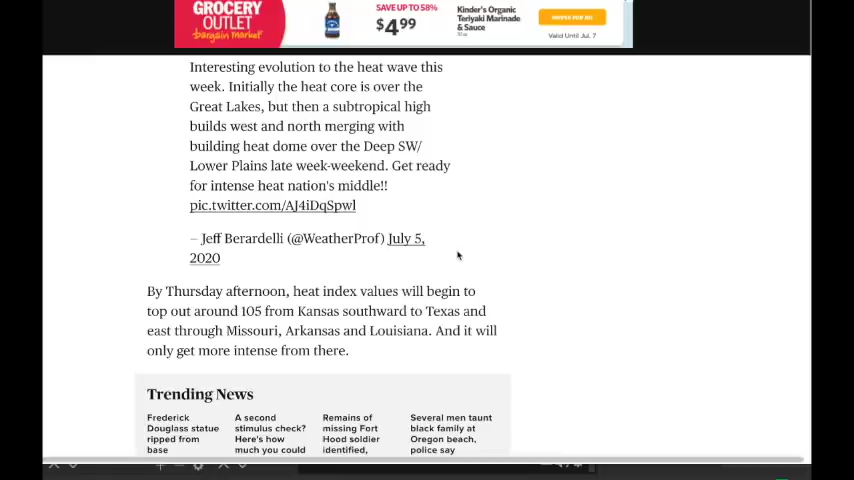 GROCERY
OUTLET
bargain market
SAVE UP TO 58%
$4.99
Kinder's Organic
Teriyaki Marinade
& Sauce
Valid Until Jul. 7
Interesting evolution to the heat wave this
week. Initially the heat core is over the
Great Lakes, but then a subtropical high
builds west and north merging with
building heat dome over the Deep SW/
Lower Plains late week-weekend. Get ready
for intense heat nation's middle!!
pic.twitter.com/AJ4iDqSpwl
– Jeff Berardelli (@WeatherProf) July 5,
2020
By Thursday afternoon, heat index values will begin to
top out around 105 from Kansas southward to Texas and
east through Missouri, Arkansas and Louisiana. And it will
only get more intense from there.
Trending News
Frederick
Douglass statue
ripped from
base
A second
stimulus check?
Here's how
much you could
Remains of
missing Fort
Hood soldier
identified,
Several men taunt
black family at
Oregon beach,
police say